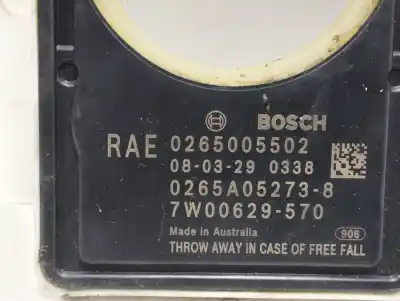 BOSCH
RAE 0265005502
08-03-29 0338
0265A05273-8
7W00629-570
Made in Australia 906
THROW AWAY IN CASE OF FREE FALL